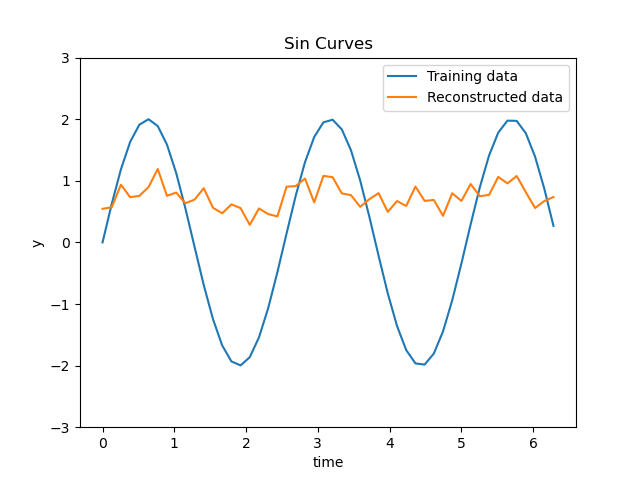 Sin Curves
Training data
Reconstructed data
3
2
1
0
−1
−2
−3
y
0 1 2 3 4 5 6
time